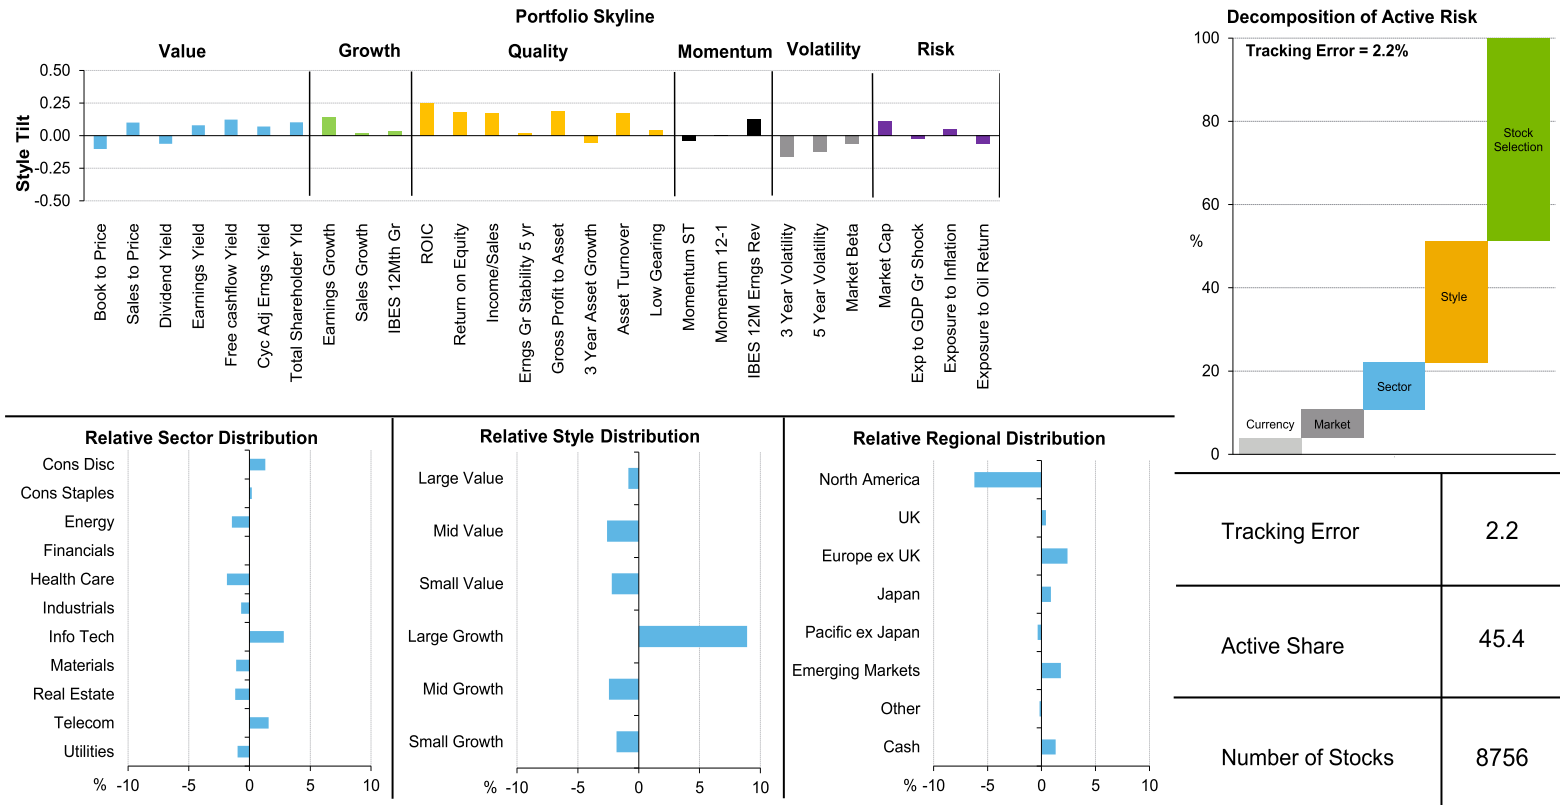 Portfolio Skyline
Value
Growth
Quality
Momentum
Volatility
Risk
Style Tilt
0.50
0.25
0.00
-0.25
-0.50
Book to Price
Sales to Price
Dividend Yield
Earnings Yield
Free cashflow Yield
Cyc Adj Erngs Yield
Total Shareholder Yld
Earnings Growth
Sales Growth
IBES 12Mth Gr
ROIC
Return on Equity
Income/Sales
Erngs Gr Stability 5 yr
Gross Profit to Asset
3 Year Asset Growth
Asset Turnover
Low Gearing
Momentum ST
Momentum 12-1
IBES 12M Erngs Rev
3 Year Volatility
5 Year Volatility
Market Beta
Market Cap
Exp to GDP Gr Shock
Exposure to Inflation
Exposure to Oil Return
Decomposition of Active Risk
Tracking Error = 2.2%
100
80
60
%
40
20
0
Currency
Market
Sector
Style
Stock
Selection
Relative Sector Distribution
Cons Disc
Cons Staples
Energy
Financials
Health Care
Industrials
Info Tech
Materials
Real Estate
Telecom
Utilities
% -10 -5 0 5 10
Relative Style Distribution
Large Value
Mid Value
Small Value
Large Growth
Mid Growth
Small Growth
% -10 -5 0 5 10
Relative Regional Distribution
North America
UK
Europe ex UK
Japan
Pacific ex Japan
Emerging Markets
Other
Cash
% -10 -5 0 5 10
Tracking Error 2.2
Active Share 45.4
Number of Stocks 8756